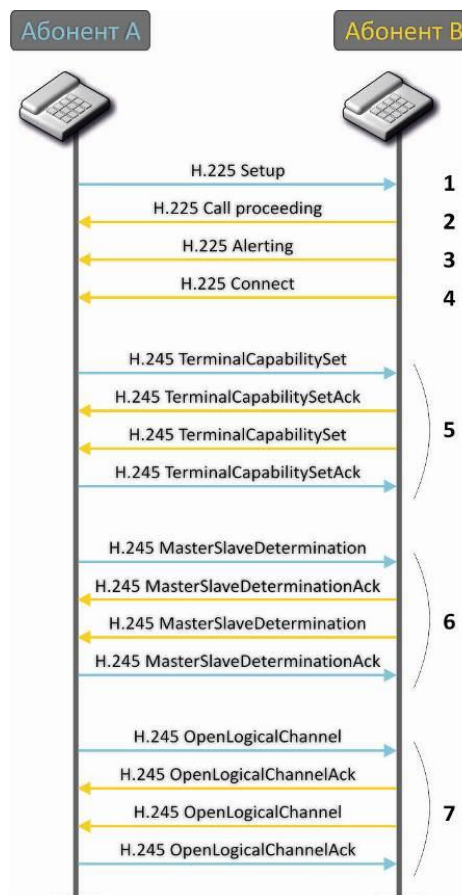 Абонент А
Абонент В
H.225 Setup
1
H.225 Call proceeding
2
H.225 Alerting
3
H.225 Connect
4
H.245 TerminalCapabilitySet
H.245 TerminalCapabilitySetAck
5
H.245 TerminalCapabilitySet
H.245 TerminalCapabilitySetAck
H.245 MasterSlaveDetermination
H.245 MasterSlaveDeterminationAck
6
H.245 MasterSlaveDetermination
H.245 MasterSlaveDeterminationAck
H.245 OpenLogicalChannel
H.245 OpenLogicalChannelAck
7
H.245 OpenLogicalChannel
H.245 OpenLogicalChannelAck